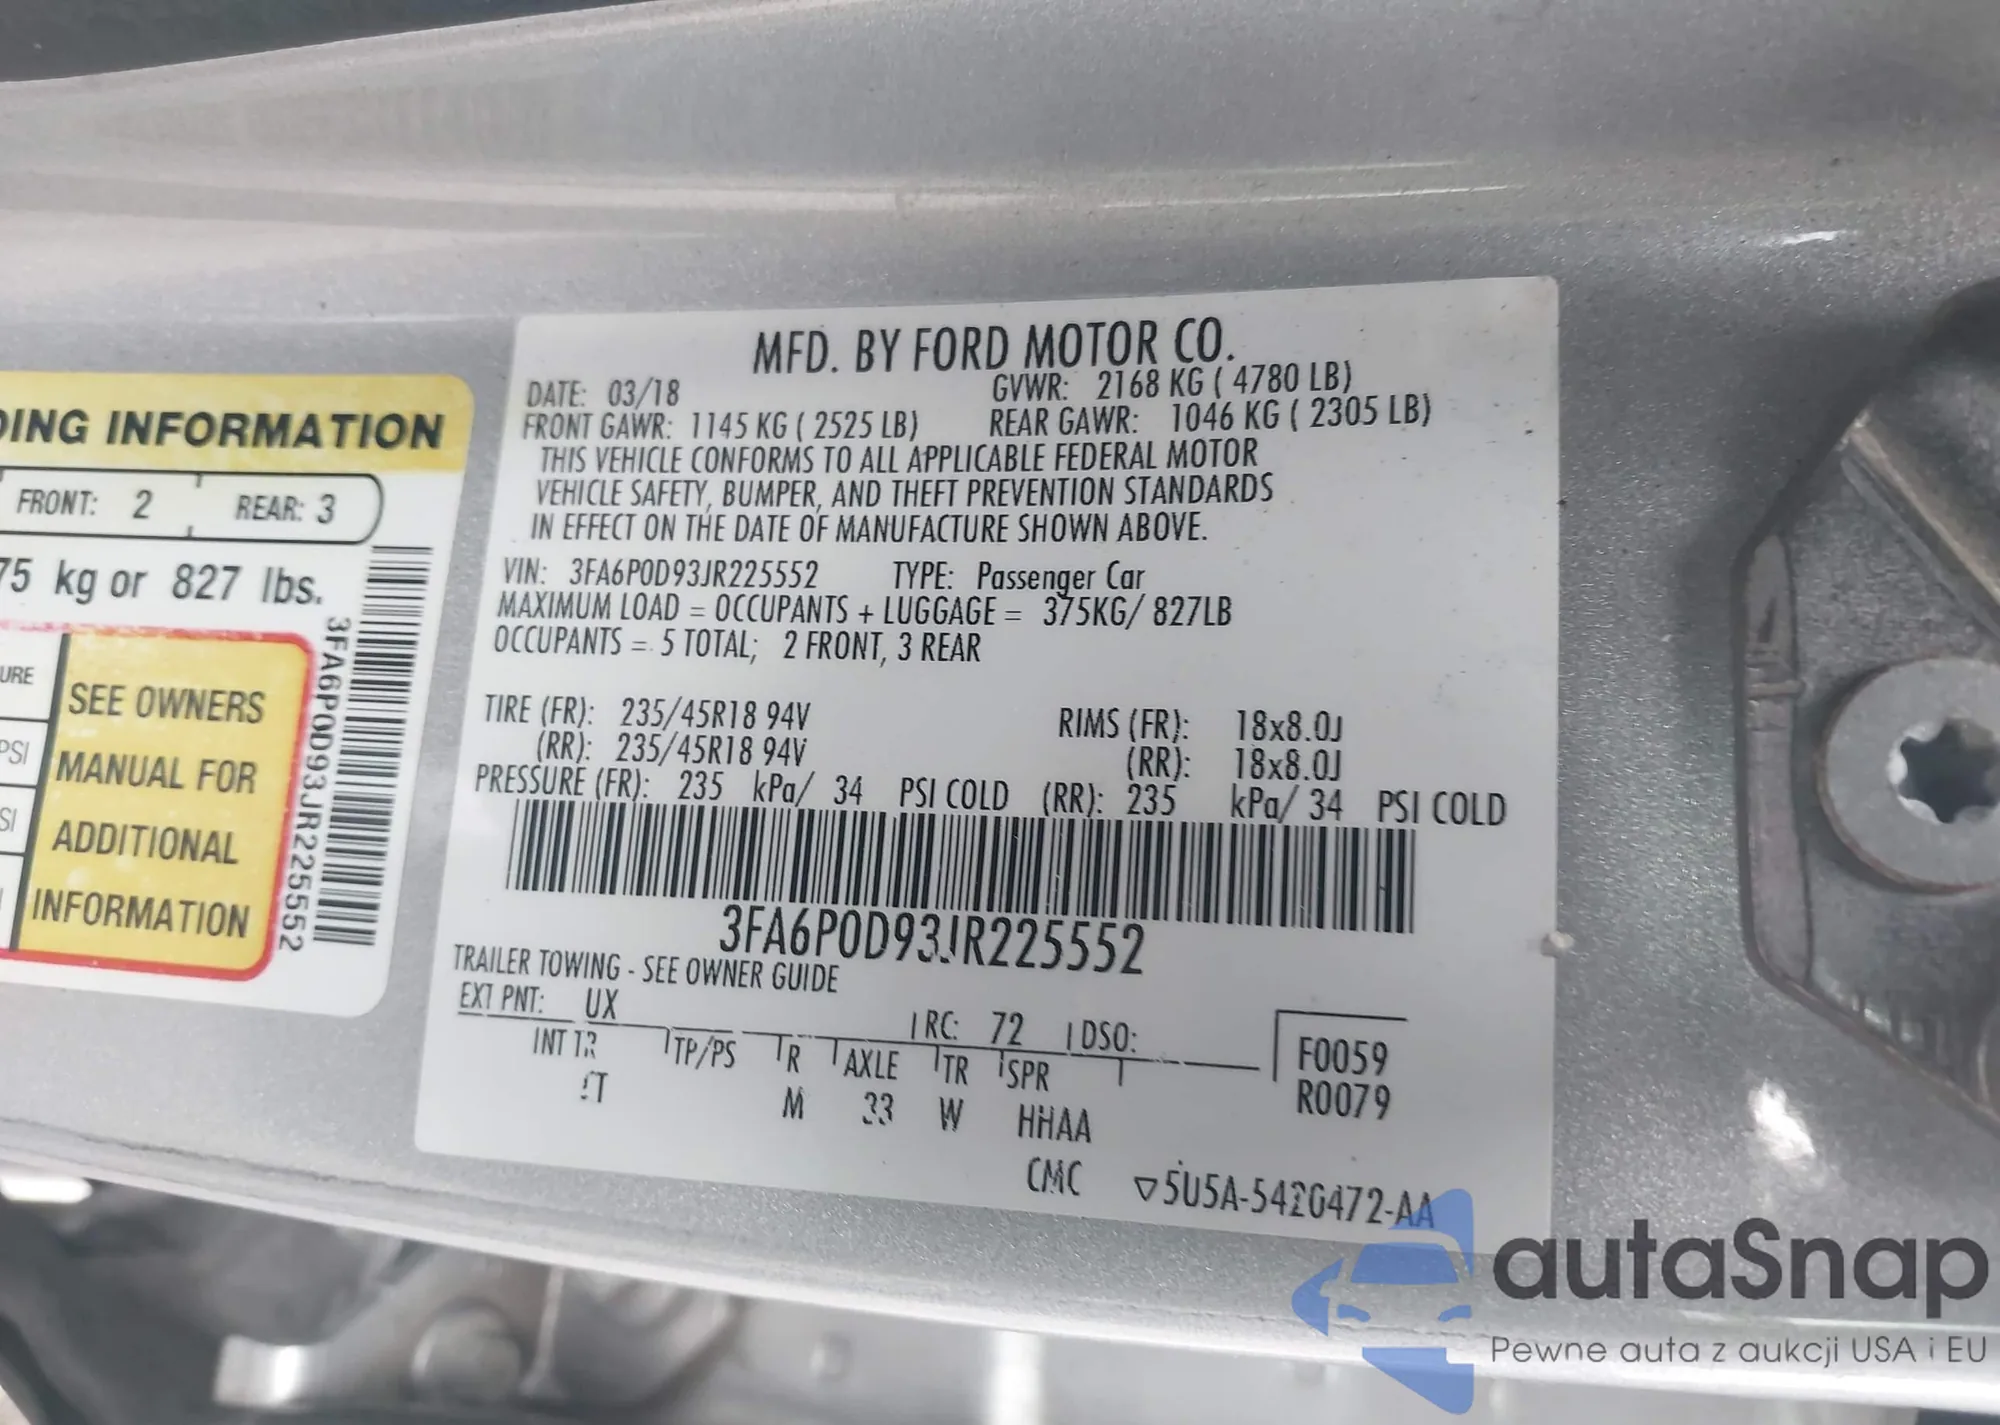 DING INFORMATION
FRONT: 2 REAR: 3
75 kg or 827 lbs.
URE
PSI
SI
SEE OWNERS
MANUAL FOR
ADDITIONAL
INFORMATION
3FA6P0D93JR225552
MFD. BY FORD MOTOR CO.
DATE: 03/18 GVWR: 2168 KG ( 4780 LB)
FRONT GAWR: 1145 KG ( 2525 LB) REAR GAWR: 1046 KG ( 2305 LB)
THIS VEHICLE CONFORMS TO ALL APPLICABLE FEDERAL MOTOR
VEHICLE SAFETY, BUMPER, AND THEFT PREVENTION STANDARDS
IN EFFECT ON THE DATE OF MANUFACTURE SHOWN ABOVE.
VIN: 3FA6P0D93JR225552 TYPE: Passenger Car
MAXIMUM LOAD = OCCUPANTS + LUGGAGE = 375KG/ 827LB
OCCUPANTS = 5 TOTAL; 2 FRONT, 3 REAR
TIRE (FR): 235/45R18 94V RIMS (FR): 18x8.0J
(RR): 235/45R18 94V (RR): 18x8.0J
PRESSURE (FR): 235 kPa/ 34 PSI COLD (RR): 235 kPa/ 34 PSI COLD
3FA6P0D93JR225552
TRAILER TOWING - SEE OWNER GUIDE
EXT PNT: UX RC: 72 DSO:
INT TR TP/PS R AXLE TR SPR
M 33 W HHAA
F0059
R0079
CMC ▽5U5A-5420472-AA
autaSnap
Pewne auta z aukcji USA i EU